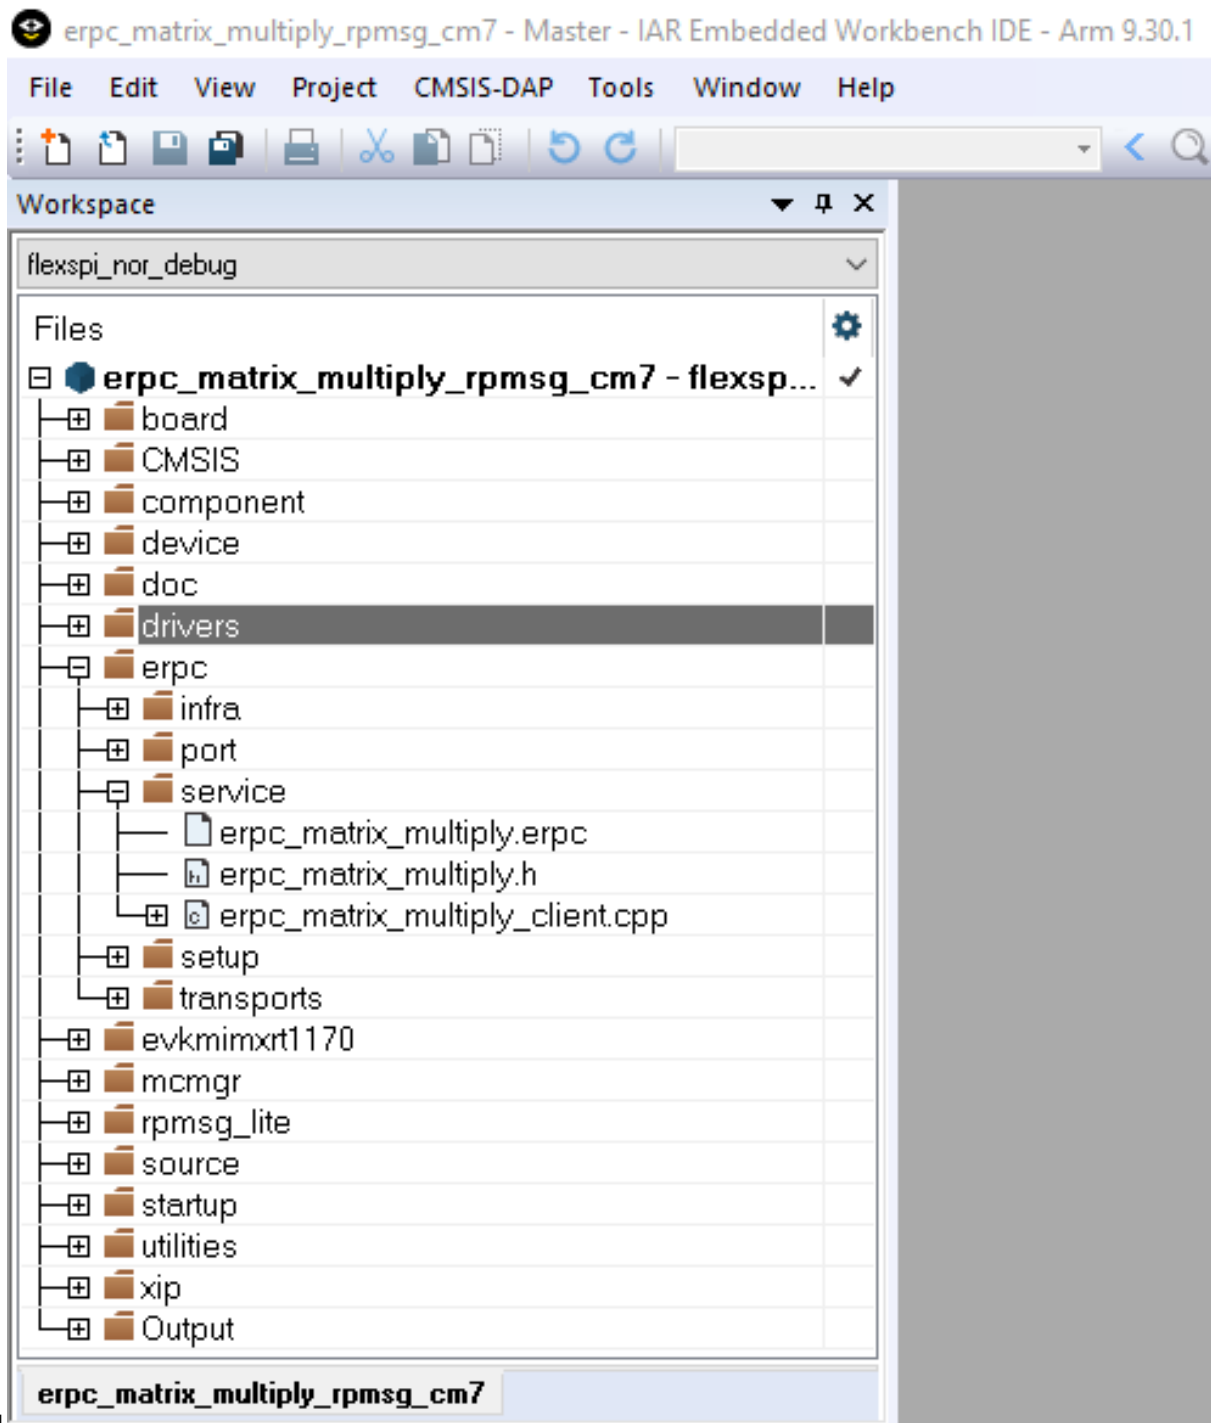 erpc_matrix_multiply_rpmsg_cm7 - Master - IAR Embedded Workbench IDE - Arm 9.30.1
File Edit View Project CMSIS-DAP Tools Window Help
Workspace
flexspi_nor_debug
Files
erpc_matrix_multiply_rpmsg_cm7 - flexsp...
board
CMSIS
component
device
doc
drivers
erpc
infra
port
service
erpc_matrix_multiply.erpc
erpc_matrix_multiply.h
erpc_matrix_multiply_client.cpp
setup
transports
evkmimxrt1170
mcmgr
rpmsg_lite
source
startup
utilities
xip
Output
erpc_matrix_multiply_rpmsg_cm7